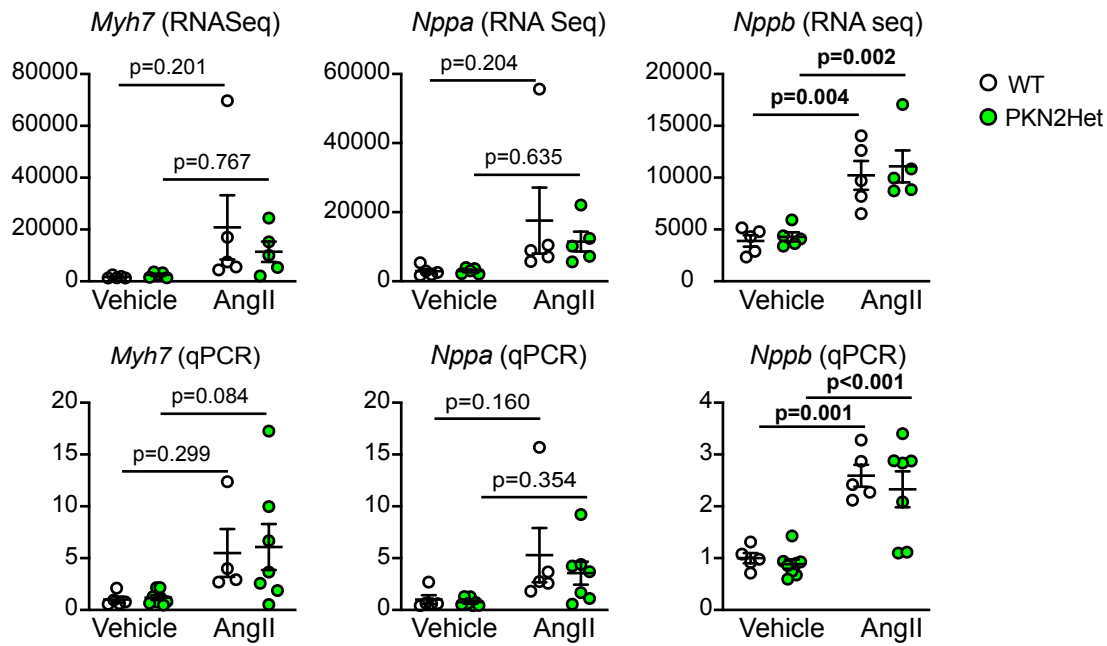 Myh7 (RNASeq)
Nppa (RNA Seq)
Nppb (RNA seq)
80000
60000
40000
20000
0
p=0.201
p=0.767
Vehicle
AngII
60000
40000
20000
0
p=0.204
p=0.635
Vehicle
AngII
20000
15000
10000
5000
0
p=0.002
p=0.004
Vehicle
AngII
WT
PKN2Het
Myh7 (qPCR)
Nppa (qPCR)
Nppb (qPCR)
20
15
10
5
0
p=0.084
p=0.299
Vehicle
AngII
20
15
10
5
0
p=0.160
p=0.354
Vehicle
AngII
4
3
2
1
0
p<0.001
p=0.001
Vehicle
AngII